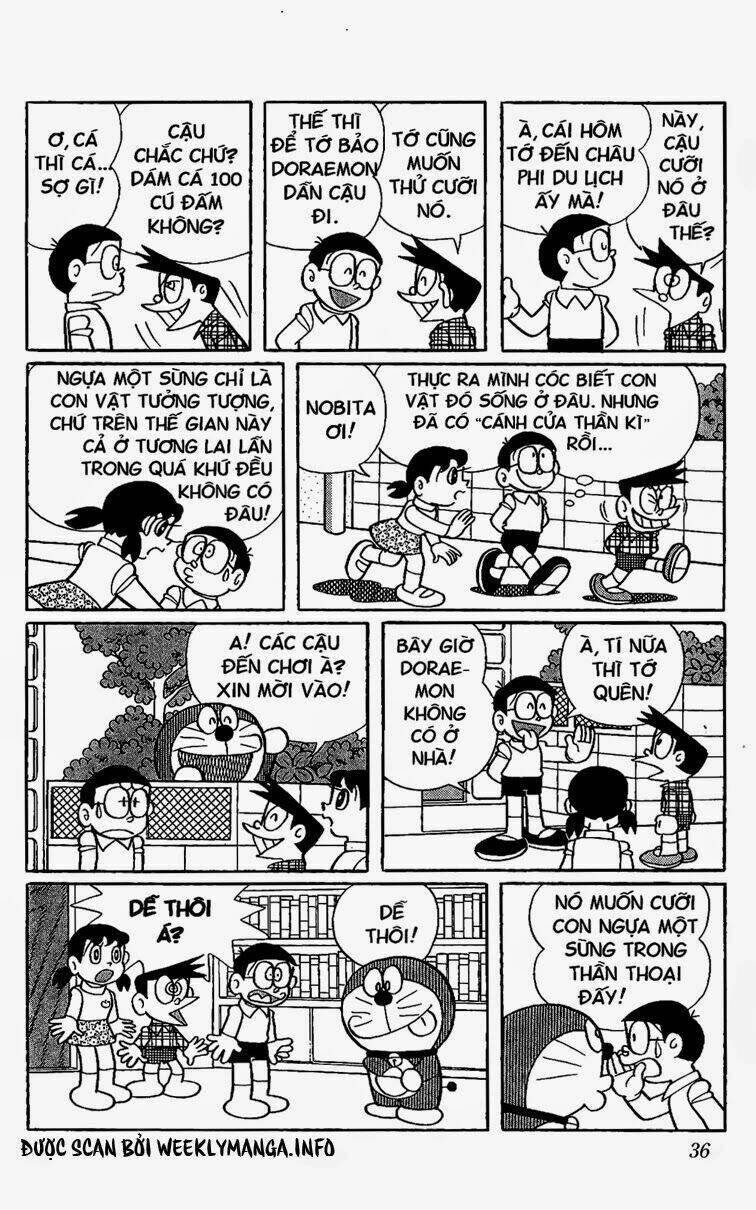 NÀY,
CẬU
CƯỠI
NÓ Ở
ĐÂU
THẾ?
À, CÁI HÔM
TỚ ĐẾN CHÂU
PHI DU LỊCH
ẤY MÀ!
TỚ CŨNG
MUỐN
THỬ CƯỠI
NÓ.
THẾ THÌ
ĐỂ TỚ BẢO
DORAEMON
DẪN CẬU
ĐI.
CẬU
CHẮC CHỨ?
DÁM CÁ 100
CÚ ĐẤM
KHÔNG?
Ơ, CÁ
THÌ CÁ...
SỢ GÌ!
THỰC RA MÌNH CÓC BIẾT CON
VẬT ĐÓ SỐNG Ở ĐÂU. NHƯNG
ĐÃ CÓ "CÁNH CỬA THẦN KÌ"
RỒI...
NOBITA
ƠI!
NGỰA MỘT SỪNG CHỈ LÀ
CON VẬT TƯỞNG TƯỢNG,
CHỨ TRÊN THẾ GIAN NÀY
CẢ Ở TƯƠNG LAI LẪN
TRONG QUÁ KHỨ ĐỀU
KHÔNG CÓ
ĐÂU!
À, TÍ NỮA
THÌ TỚ
QUÊN!
BÂY GIỜ
DORAE-
MON
KHÔNG
CÓ Ở
NHÀ!
A! CÁC CẬU
ĐẾN CHƠI À?
XIN MỜI VÀO!
NÓ MUỐN CƯỠI
CON NGỰA MỘT
SỪNG TRONG
THẦN THOẠI
ĐẤY!
DỄ
THÔI!
DỄ THÔI
Á?
ĐƯỢC SCAN BỞI WEEKLYMANGA.INFO
36